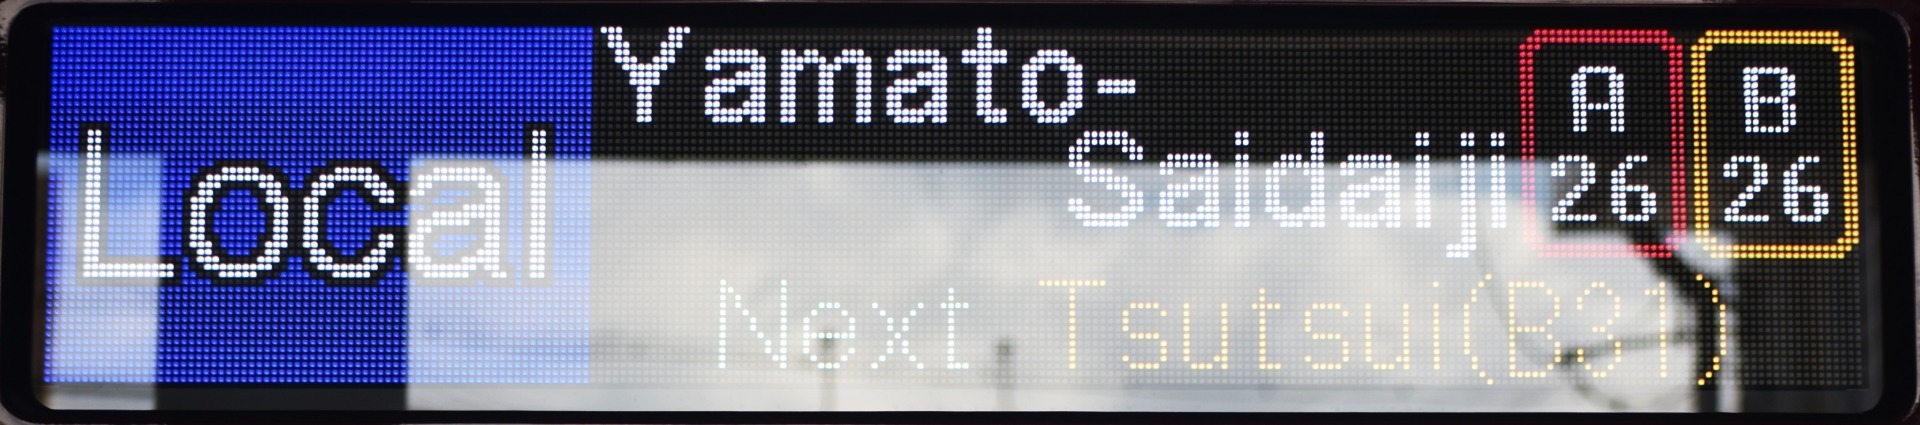 Local
Yamato-
Saidaiji
A
26
B
26
Next Tsutsui(B31)